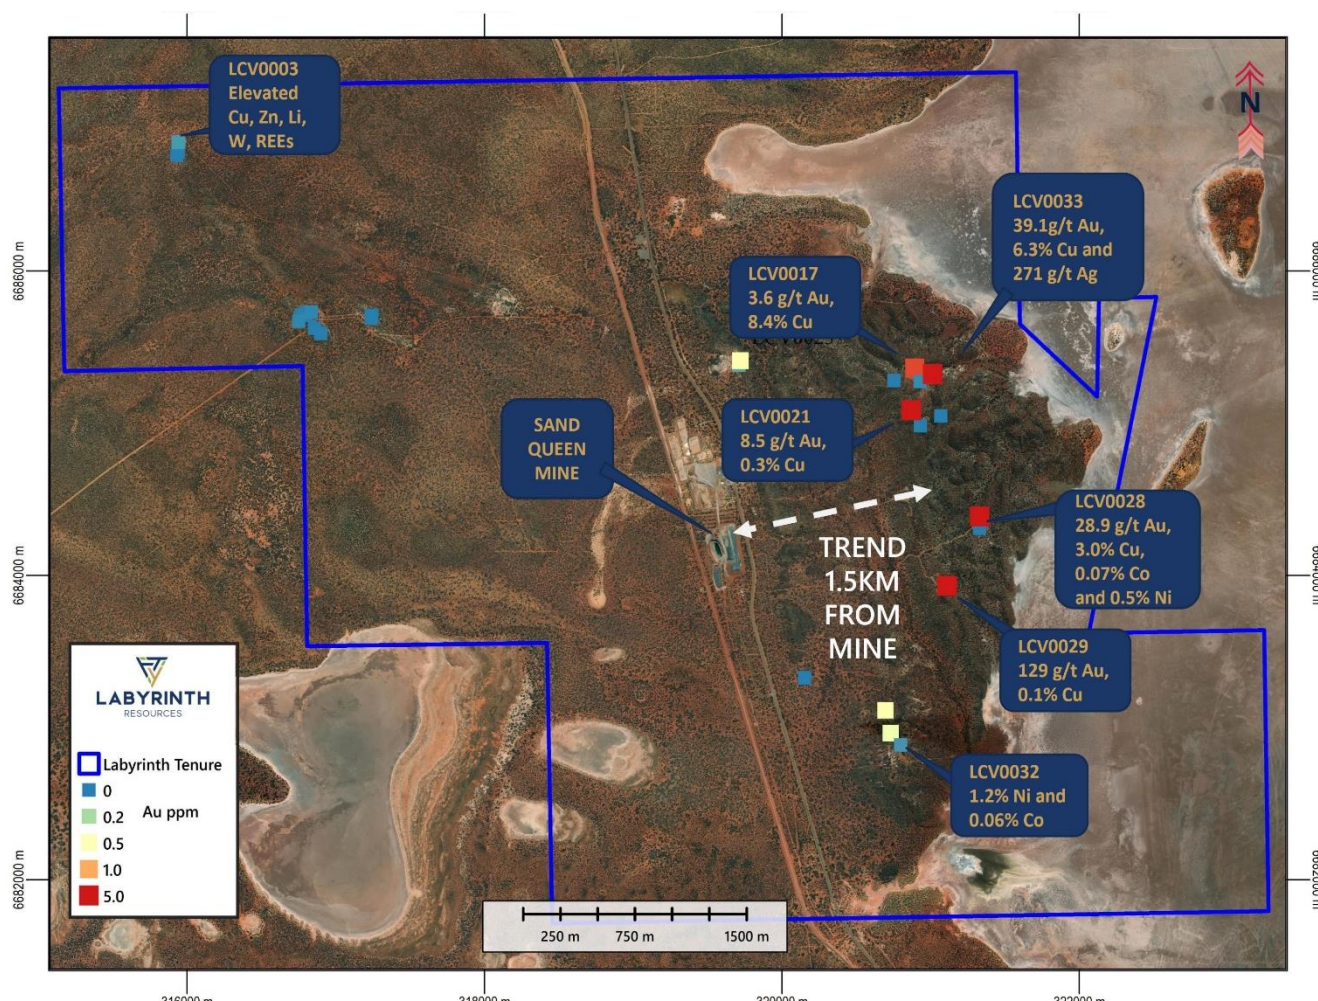 LCV0003
Elevated
Cu, Zn, Li,
W, REEs
N
LCV0033
39.1g/t Au,
6.3% Cu and
271 g/t Ag
LCV0017
3.6 g/t Au,
8.4% Cu
6686000 m
LCV0021
8.5 g/t Au,
0.3% Cu
SAND
QUEEN
MINE
LCV0028
28.9 g/t Au,
3.0% Cu,
0.07% Co
and 0.5% Ni
TREND
1.5KM
FROM
MINE
6684000 m
LCV0029
129 g/t Au,
0.1% Cu
LCV0032
1.2% Ni and
0.06% Co
LABYRINTH
RESOURCES
Labyrinth Tenure
0
0.2
Au ppm
0.5
1.0
5.0
6682000 m
250 m
750 m
1500 m
316000 m
318000 m
320000 m
322000 m